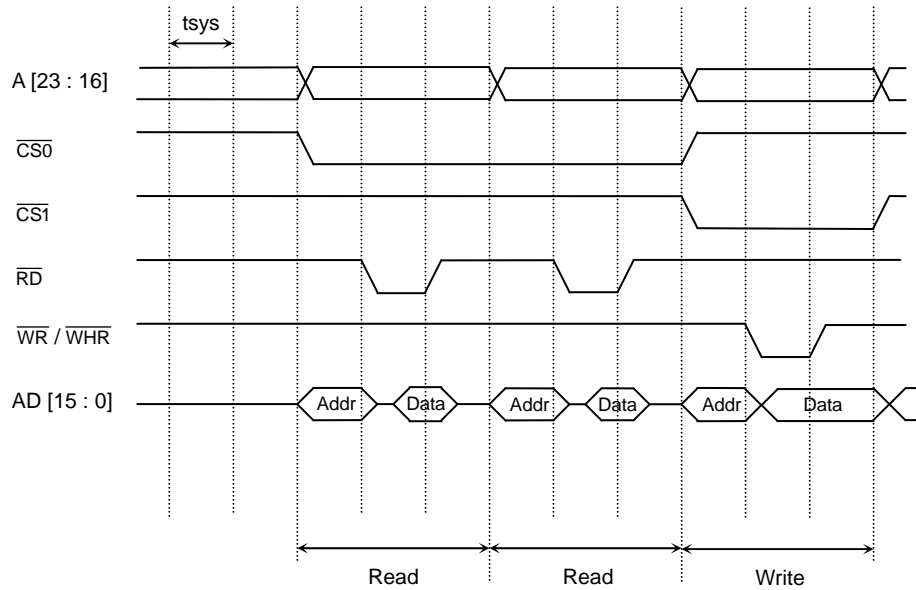 tsys
A [23 : 16]
CS0
CS1
RD
WR / WHR
AD [15 : 0]
Addr Data Addr Data Addr Data
Read Read Write